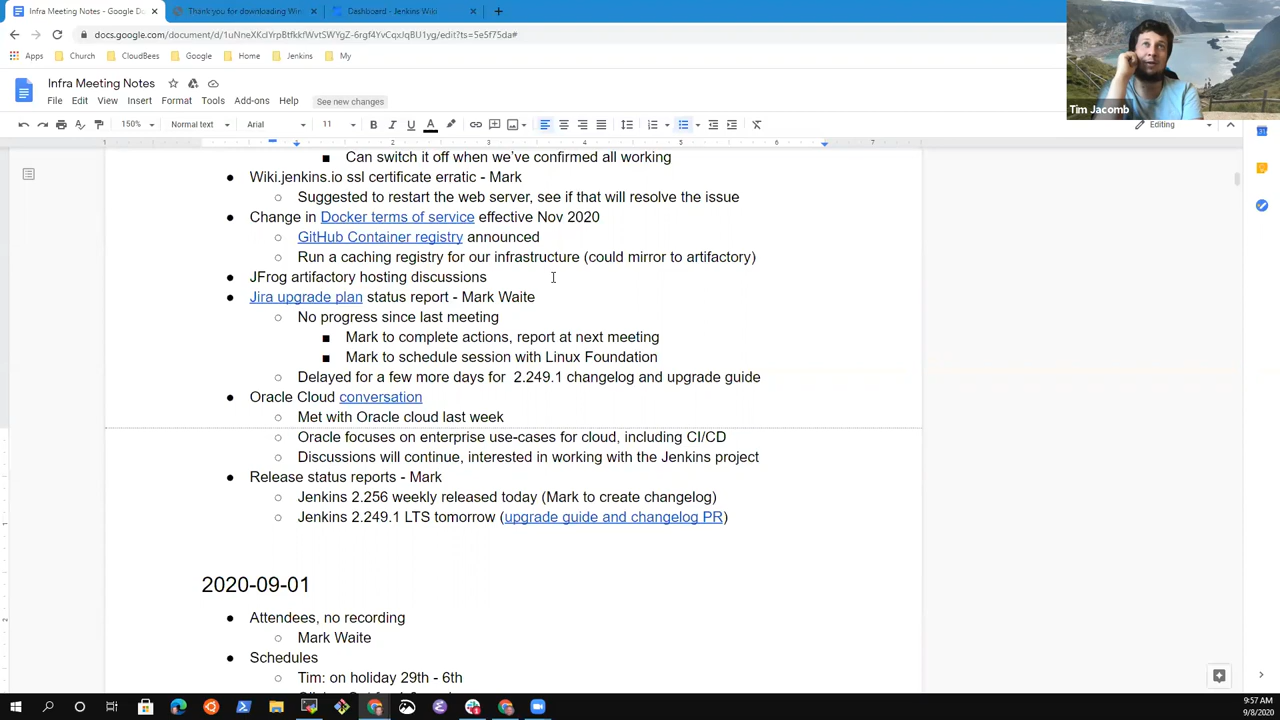 Infra Meeting Notes - Google Do
Thank you for downloading Win
Dashboard - Jenkins Wiki
docs.google.com/document/d/1uNneXKdYrpBtfkkfWvtSWYgZ-6rgf4YvCqxJqBU1yg/edit?ts=5e5f75da#
Apps Church CloudBees Google Home Jenkins My
Infra Meeting Notes
File Edit View Insert Format Tools Add-ons Help See new changes
150% Normal text Arial 11 B I U A Editing
1 1 2 3 4 5 6 7
■ Can switch it off when we've confirmed all working
● Wiki.jenkins.io ssl certificate erratic - Mark
○ Suggested to restart the web server, see if that will resolve the issue
● Change in Docker terms of service effective Nov 2020
○ GitHub Container registry announced
○ Run a caching registry for our infrastructure (could mirror to artifactory)
● JFrog artifactory hosting discussions
● Jira upgrade plan status report - Mark Waite
○ No progress since last meeting
■ Mark to complete actions, report at next meeting
■ Mark to schedule session with Linux Foundation
○ Delayed for a few more days for 2.249.1 changelog and upgrade guide
● Oracle Cloud conversation
○ Met with Oracle cloud last week
○ Oracle focuses on enterprise use-cases for cloud, including CI/CD
○ Discussions will continue, interested in working with the Jenkins project
● Release status reports - Mark
○ Jenkins 2.256 weekly released today (Mark to create changelog)
○ Jenkins 2.249.1 LTS tomorrow (upgrade guide and changelog PR)
2020-09-01
● Attendees, no recording
○ Mark Waite
● Schedules
○ Tim: on holiday 29th - 6th
Tim Jacomb
9:57 AM
9/8/2020